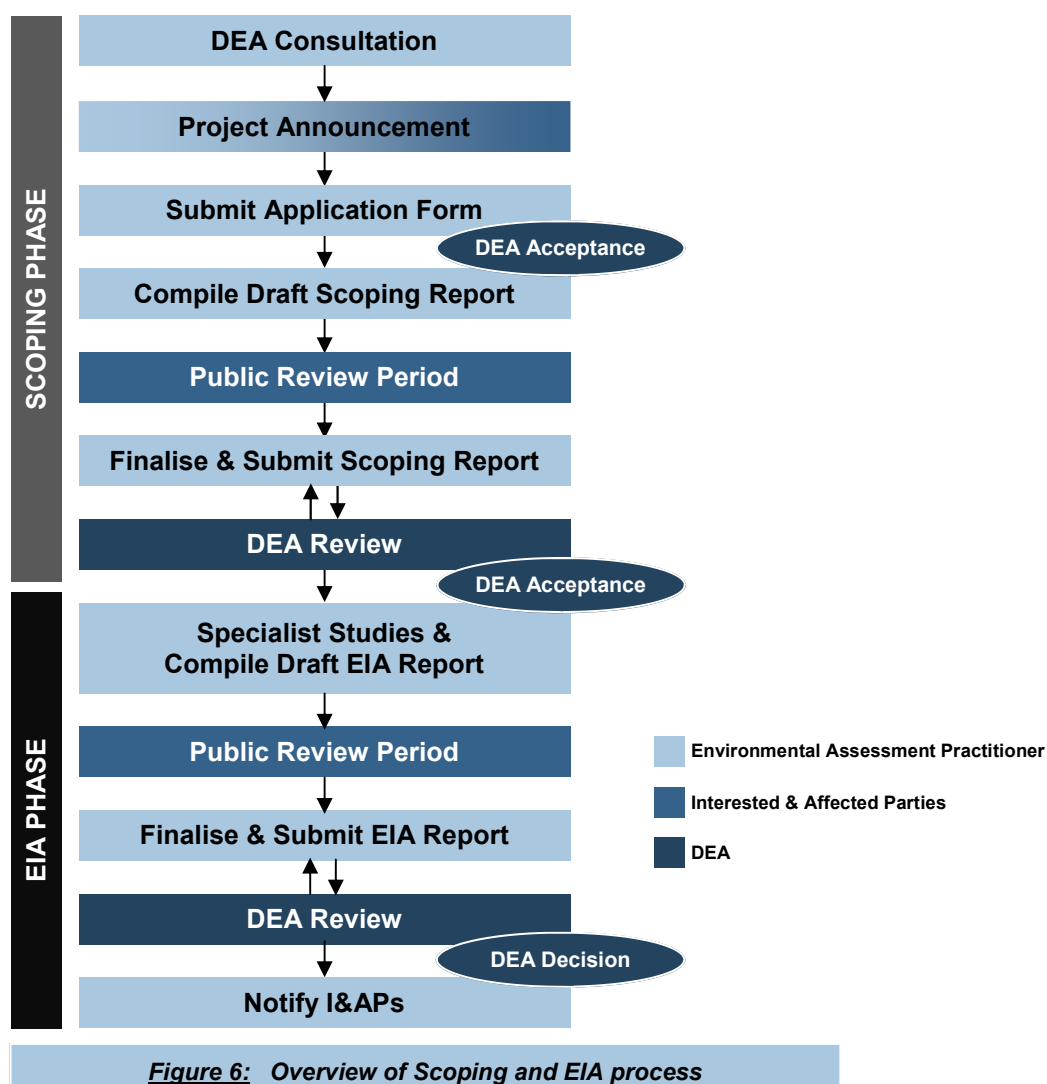 SCOPING PHASE
DEA Consultation
Project Announcement
Submit Application Form
DEA Acceptance
Compile Draft Scoping Report
Public Review Period
Finalise & Submit Scoping Report
DEA Review
DEA Acceptance
EIA PHASE
Specialist Studies &
Compile Draft EIA Report
Public Review Period
Finalise & Submit EIA Report
DEA Review
DEA Decision
Notify I&APs
Environmental Assessment Practitioner
Interested & Affected Parties
DEA
Figure 6: Overview of Scoping and EIA process